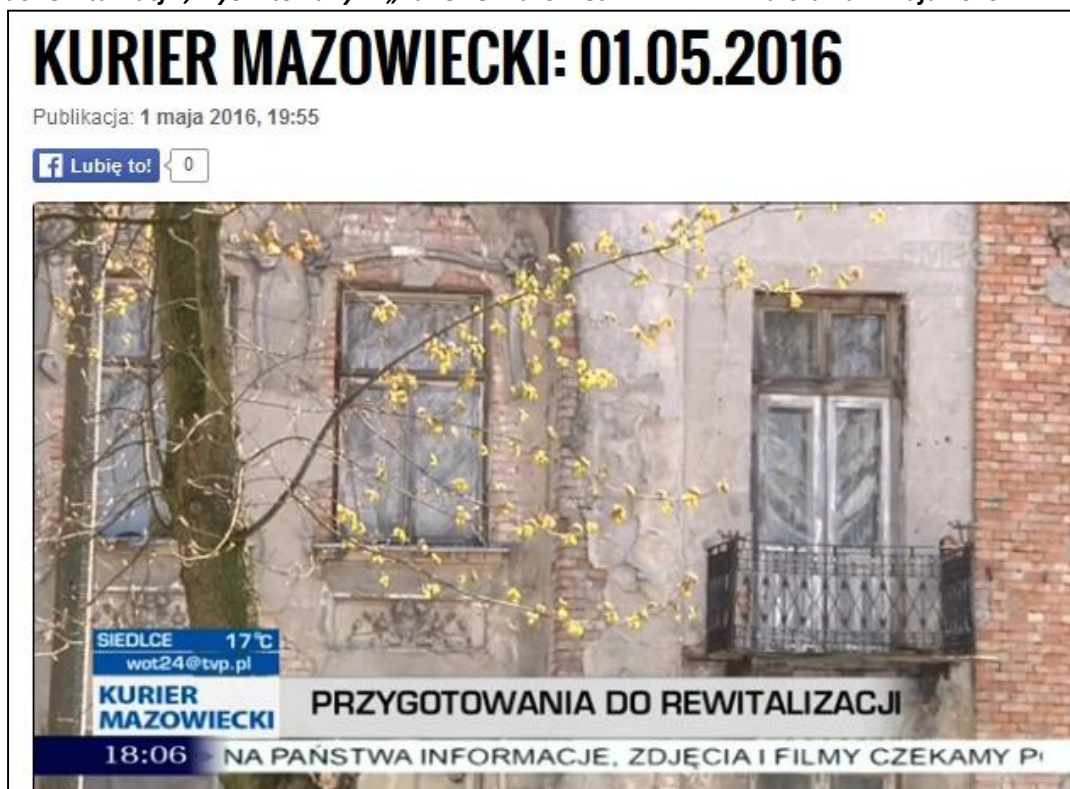 KURIER MAZOWIECKI: 01.05.2016
Publikacja: 1 maja 2016, 19:55
Lubię to! 0
SIEDLCE 17°C
wot24@tvp.pl
KURIER
MAZOWIECKI
PRZYGOTOWANIA DO REWITALIZACJI
18:06 NA PAŃSTWA INFORMACJE, ZDJĘCIA I FILMY CZEKAMY